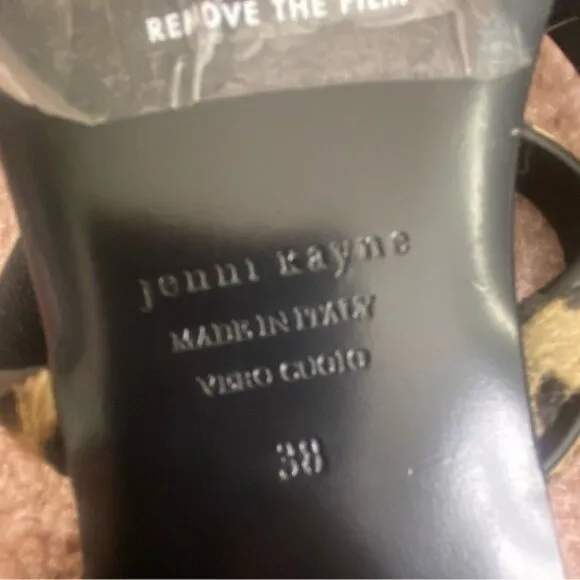 REMOVE THE FILM
jenni kayne
MADE IN ITALY
VERO CUOIO
38